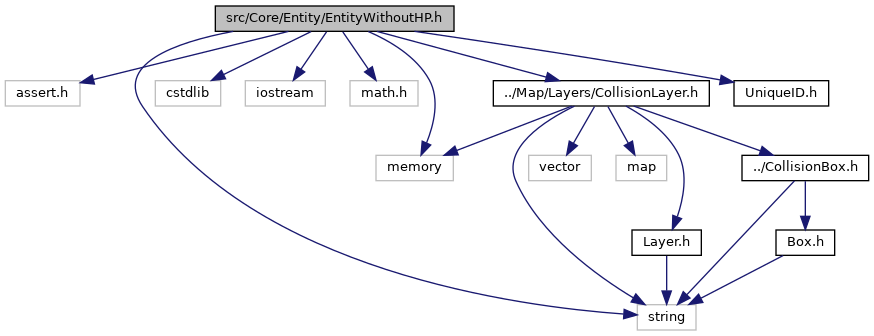 src/Core/Entity/EntityWithoutHP.h
assert.h
cstdlib
iostream
math.h
../Map/Layers/CollisionLayer.h
UniqueID.h
memory
vector
map
../CollisionBox.h
Layer.h
Box.h
string